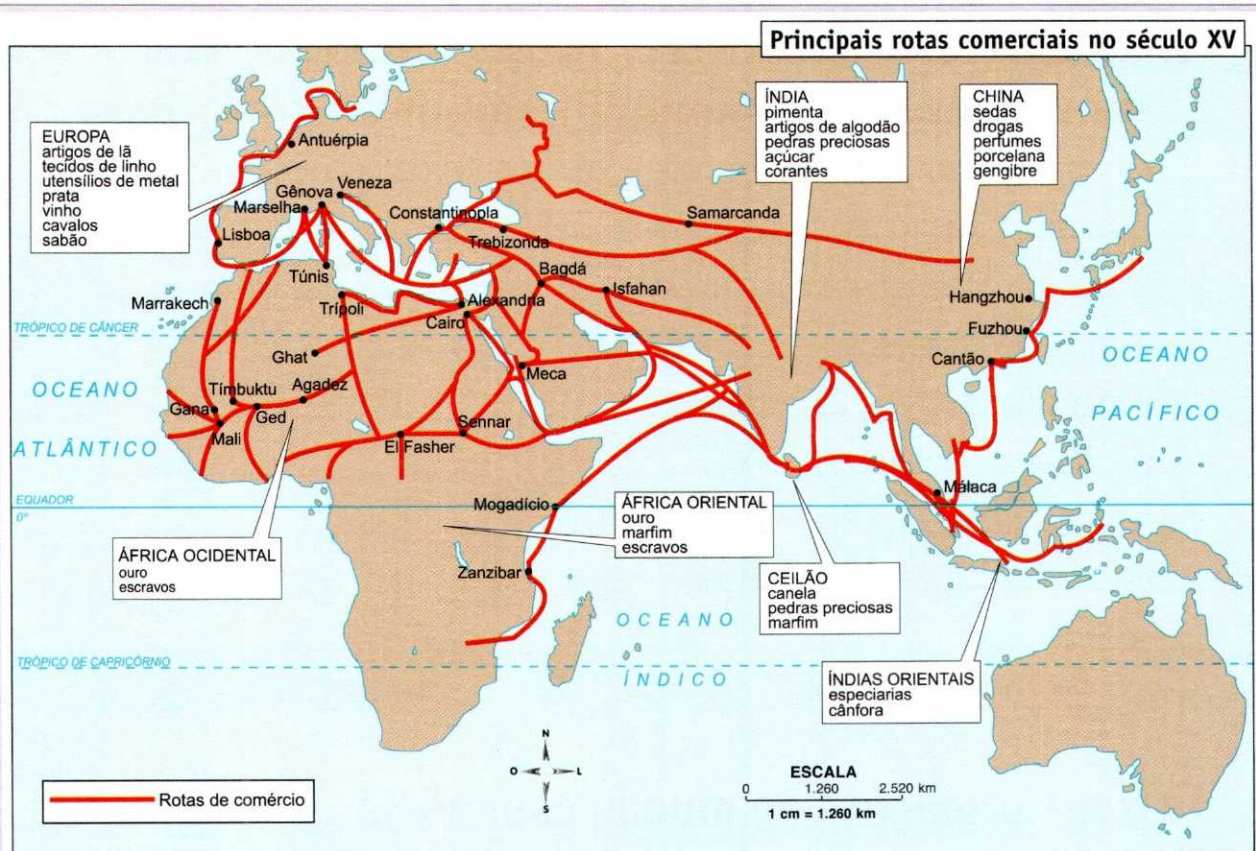 Principais rotas comerciais no século XV
EUROPA
artigos de lã
tecidos de linho
utensílios de metal
prata
vinho
cavalos
sabão
ÍNDIA
pimenta
artigos de algodão
pedras preciosas
açúcar
corantes
CHINA
sedas
drogas
perfumes
porcelana
gengibre
Antuérpia
Gênova
Veneza
Marselha
Lisboa
Constantinopla
Trebizonda
Samarcanda
Túnis
Bagdá
Isfahan
Marrakech
Trípoli
Alexandria
Cairo
Hangzhou
Fuzhou
Cantão
TRÓPICO DE CÂNCER
Ghat
Meca
OCEANO
PACÍFICO
OCEANO
ATLÂNTICO
Tímbuktu
Agadez
Gana
Ged
Mali
Sennar
El Fasher
Málaca
EQUADOR
0°
Mogadício
ÁFRICA ORIENTAL
ouro
marfim
escravos
ÁFRICA OCIDENTAL
ouro
escravos
Zanzibar
CEILÃO
canela
pedras preciosas
marfim
OCEANO
ÍNDICO
TRÓPICO DE CAPRICÓRNIO
ÍNDIAS ORIENTAIS
especiarias
cânfora
N
O
L
S
ESCALA
0 1.260 2.520 km
1 cm = 1.260 km
Rotas de comércio